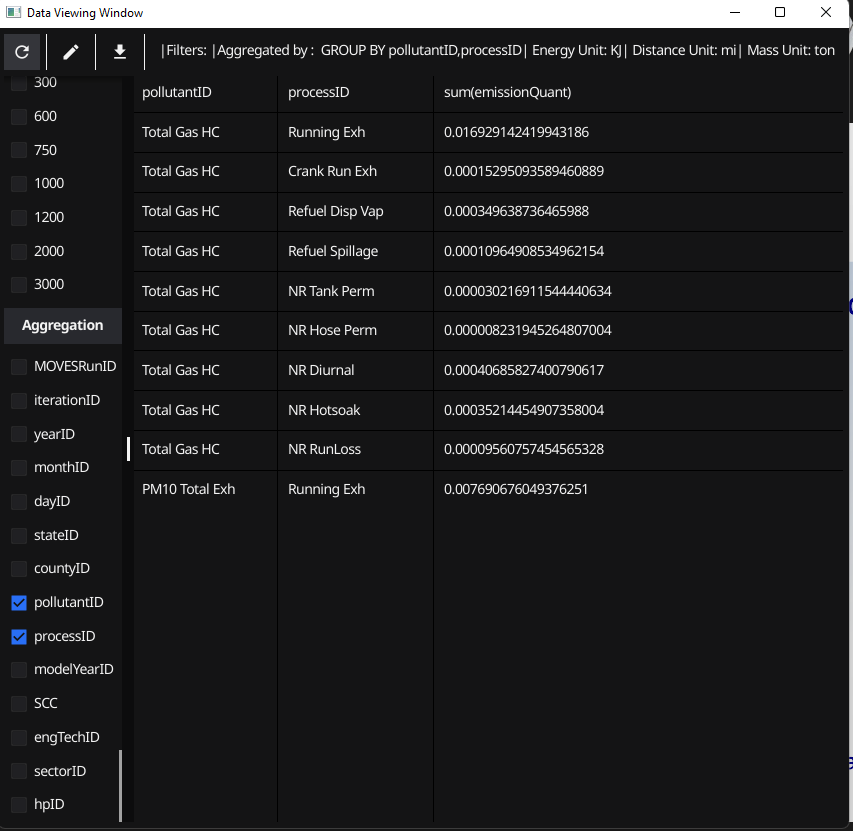 Data Viewing Window
|Filters: |Aggregated by : GROUP BY pollutantID,processID| Energy Unit: KJ| Distance Unit: mi| Mass Unit: ton
300
600
750
1000
1200
2000
3000
Aggregation
MOVESRunID
iterationID
yearID
monthID
dayID
stateID
countyID
pollutantID
processID
modelYearID
SCC
engTechID
sectorID
hpID
pollutantID processID sum(emissionQuant)
Total Gas HC Running Exh 0.016929142419943186
Total Gas HC Crank Run Exh 0.00015295093589460889
Total Gas HC Refuel Disp Vap 0.000349638736465988
Total Gas HC Refuel Spillage 0.00010964908534962154
Total Gas HC NR Tank Perm 0.000030216911544440634
Total Gas HC NR Hose Perm 0.000008231945264807004
Total Gas HC NR Diurnal 0.00040685827400790617
Total Gas HC NR Hotsoak 0.00035214454907358004
Total Gas HC NR RunLoss 0.00009560757454565328
PM10 Total Exh Running Exh 0.007690676049376251